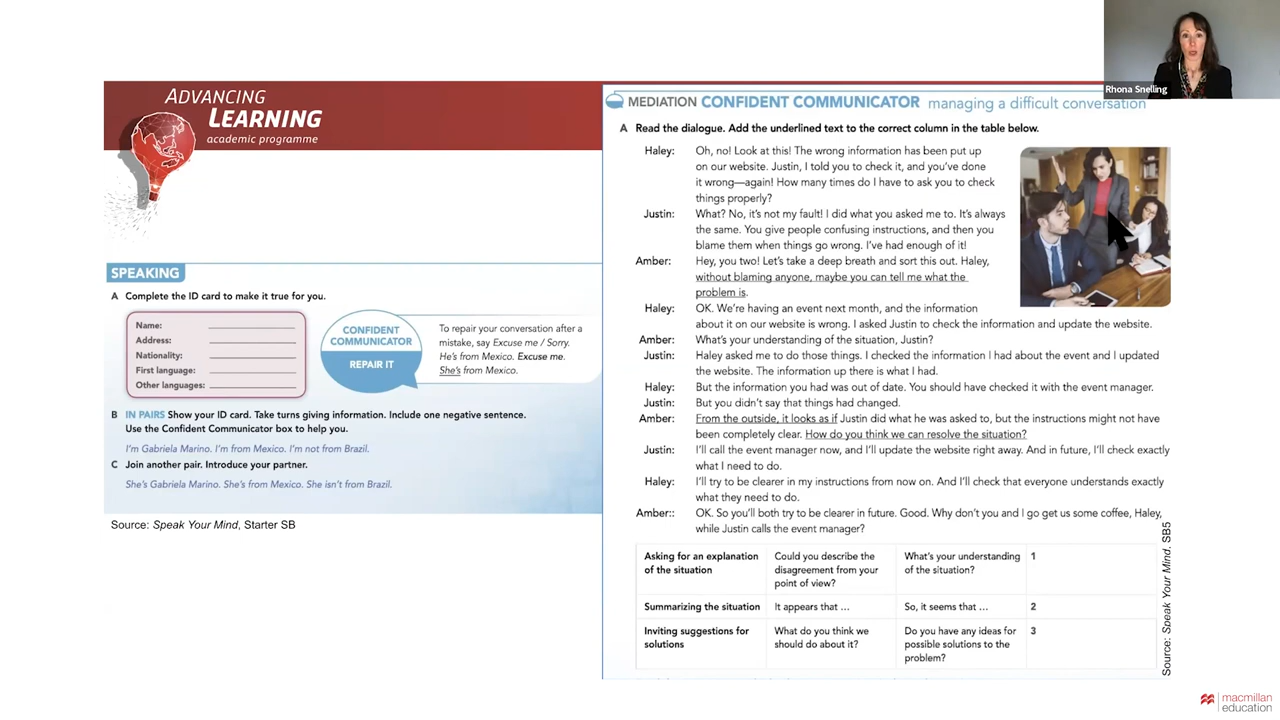 Rhona Snelling
ADVANCING
LEARNING
academic programme
SPEAKING
A Complete the ID card to make it true for you.
Name:
Address:
Nationality:
First language:
Other languages:
CONFIDENT
COMMUNICATOR
REPAIR IT
To repair your conversation after a
mistake, say Excuse me / Sorry.
He's from Mexico. Excuse me.
She's from Mexico.
B IN PAIRS Show your ID card. Take turns giving information. Include one negative sentence.
Use the Confident Communicator box to help you.
I'm Gabriela Marino. I'm from Mexico. I'm not from Brazil.
C Join another pair. Introduce your partner.
She's Gabriela Marino. She's from Mexico. She isn't from Brazil.
Source: Speak Your Mind, Starter SB
MEDIATION CONFIDENT COMMUNICATOR managing a difficult conversation
A Read the dialogue. Add the underlined text to the correct column in the table below.
Haley: Oh, no! Look at this! The wrong information has been put up
on our website. Justin, I told you to check it, and you've done
it wrong—again! How many times do I have to ask you to check
things properly?
Justin: What? No, it's not my fault! I did what you asked me to. It's always
the same. You give people confusing instructions, and then you
blame them when things go wrong. I've had enough of it!
Amber: Hey, you two! Let's take a deep breath and sort this out. Haley,
without blaming anyone, maybe you can tell me what the
problem is.
Haley: OK. We're having an event next month, and the information
about it on our website is wrong. I asked Justin to check the information and update the website.
Amber: What's your understanding of the situation, Justin?
Justin: Haley asked me to do those things. I checked the information I had about the event and I updated
the website. The information up there is what I had.
Haley: But the information you had was out of date. You should have checked it with the event manager.
Justin: But you didn't say that things had changed.
Amber: From the outside, it looks as if Justin did what he was asked to, but the instructions might not have
been completely clear. How do you think we can resolve the situation?
Justin: I'll call the event manager now, and I'll update the website right away. And in future, I'll check exactly
what I need to do.
Haley: I'll try to be clearer in my instructions from now on. And I'll check that everyone understands exactly
what they need to do.
Amber:: OK. So you'll both try to be clearer in future. Good. Why don't you and I go get us some coffee, Haley,
while Justin calls the event manager?
Asking for an explanation
of the situation
Could you describe the
disagreement from your
point of view?
What's your understanding
of the situation?
1
Summarizing the situation
It appears that ...
So, it seems that ...
2
Inviting suggestions for
solutions
What do you think we
should do about it?
Do you have any ideas for
possible solutions to the
problem?
3
Source: Speak Your Mind. SB5
macmillan
education